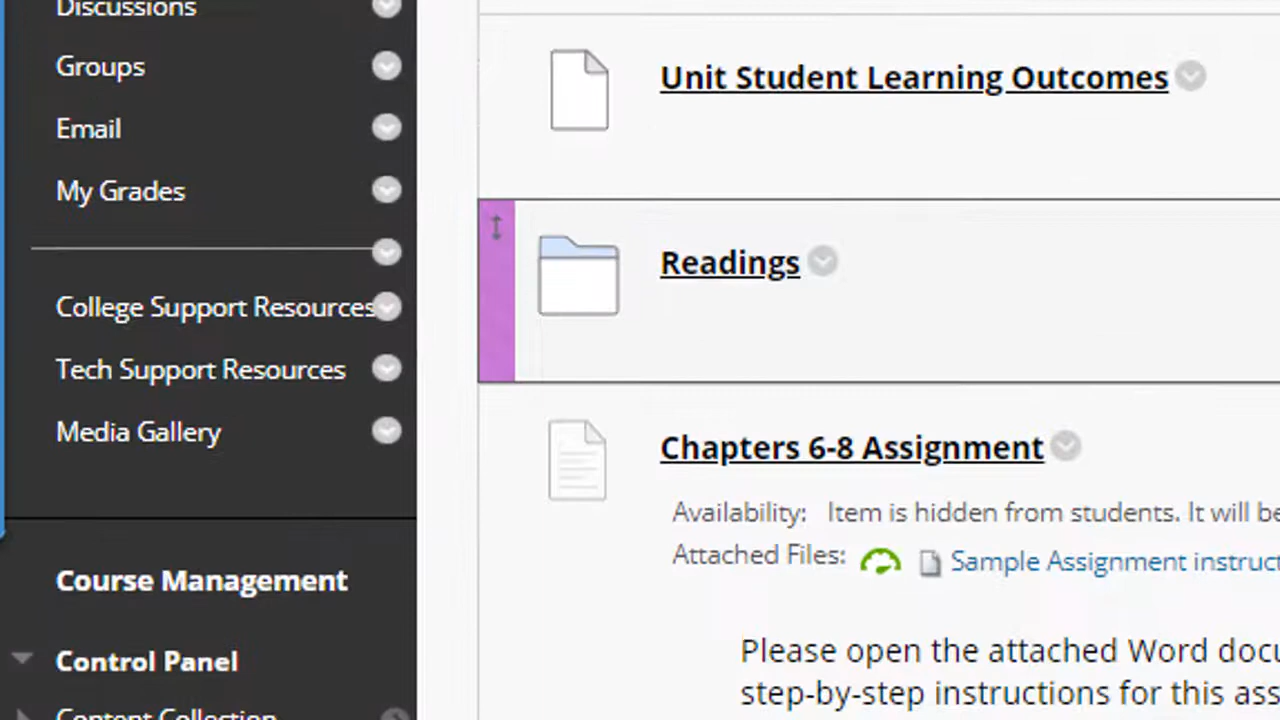 Discussions
Groups
Email
My Grades
College Support Resources
Tech Support Resources
Media Gallery
Course Management
Control Panel
Content Collection
Unit Student Learning Outcomes
Readings
Chapters 6-8 Assignment
Availability: Item is hidden from students. It will be
Attached Files: Sample Assignment instruct
Please open the attached Word docu
step-by-step instructions for this ass